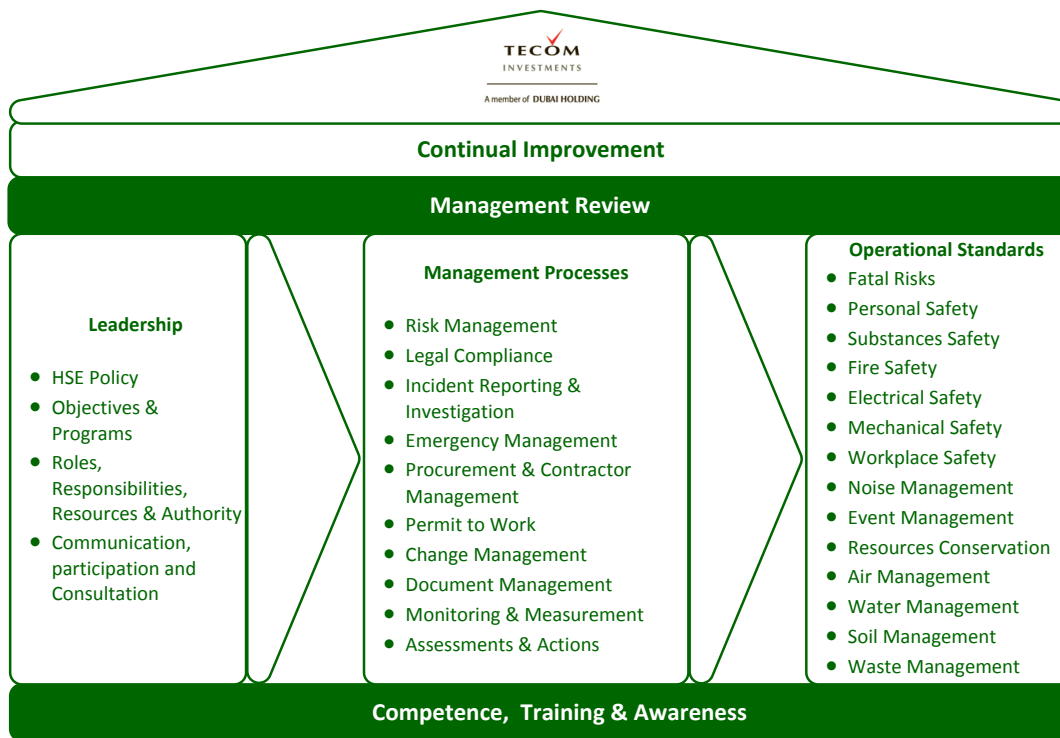 TECOM
INVESTMENTS
A member of DUBAI HOLDING
Continual Improvement
Management Review
Leadership
• HSE Policy
• Objectives &
Programs
• Roles,
Responsibilities,
Resources & Authority
• Communication,
participation and
Consultation
Management Processes
• Risk Management
• Legal Compliance
• Incident Reporting &
Investigation
• Emergency Management
• Procurement & Contractor
Management
• Permit to Work
• Change Management
• Document Management
• Monitoring & Measurement
• Assessments & Actions
Operational Standards
• Fatal Risks
• Personal Safety
• Substances Safety
• Fire Safety
• Electrical Safety
• Mechanical Safety
• Workplace Safety
• Noise Management
• Event Management
• Resources Conservation
• Air Management
• Water Management
• Soil Management
• Waste Management
Competence, Training & Awareness